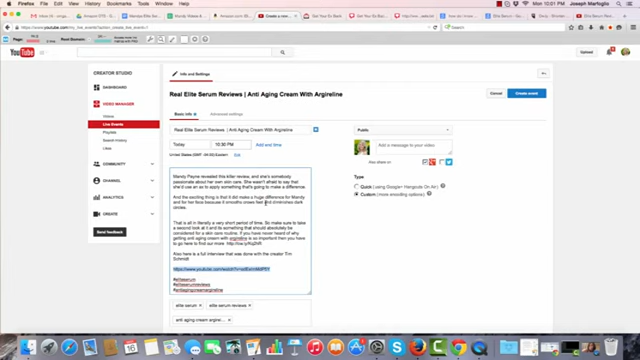 Firefox File Edit View History Bookmarks Tools Window Help
Mon 10:01 PM Joseph Martoglio
YouTube
Upload
CREATOR STUDIO
DASHBOARD
VIDEO MANAGER
Videos
Live Events
Playlists
Search History
Likes
COMMUNITY
CHANNEL
ANALYTICS
CREATE
Send feedback
Info and Settings
Real Elite Serum Reviews | Anti Aging Cream With Argireline
Cancel
Create event
Basic info
Advanced settings
Real Elite Serum Reviews | Anti Aging Cream With Argireline
Today
10:30 PM
Add end time
Edit
Mandy Payne revealed this killer review, and she's somebody
passionate about her own skin care. She wasn't afraid to say that
she'd use an as to apply something that's going to make a difference.
And the exciting thing is that it did make a huge difference for Mandy
and for her face because it smooths crows feet and diminishes dark
circles.
That is all in literally a very short period of time. So make sure to take
a second look at it and its something that should absolutely be
considered for a skin care routine. If you have never heard of why
getting anti aging cream with argireline is so important then you have
to go here to find out more
Also here is a full interview that was done with the creator Tim
Schmidt
#eliteserum
#eliteserumreviews
#antiagingcreamargireline
elite serum ×
elite serum reviews ×
anti aging cream argirel... ×
Public
Add a message to your video
Also share on
Quick (using Google+ Hangouts On Air)
Custom (more encoding options)